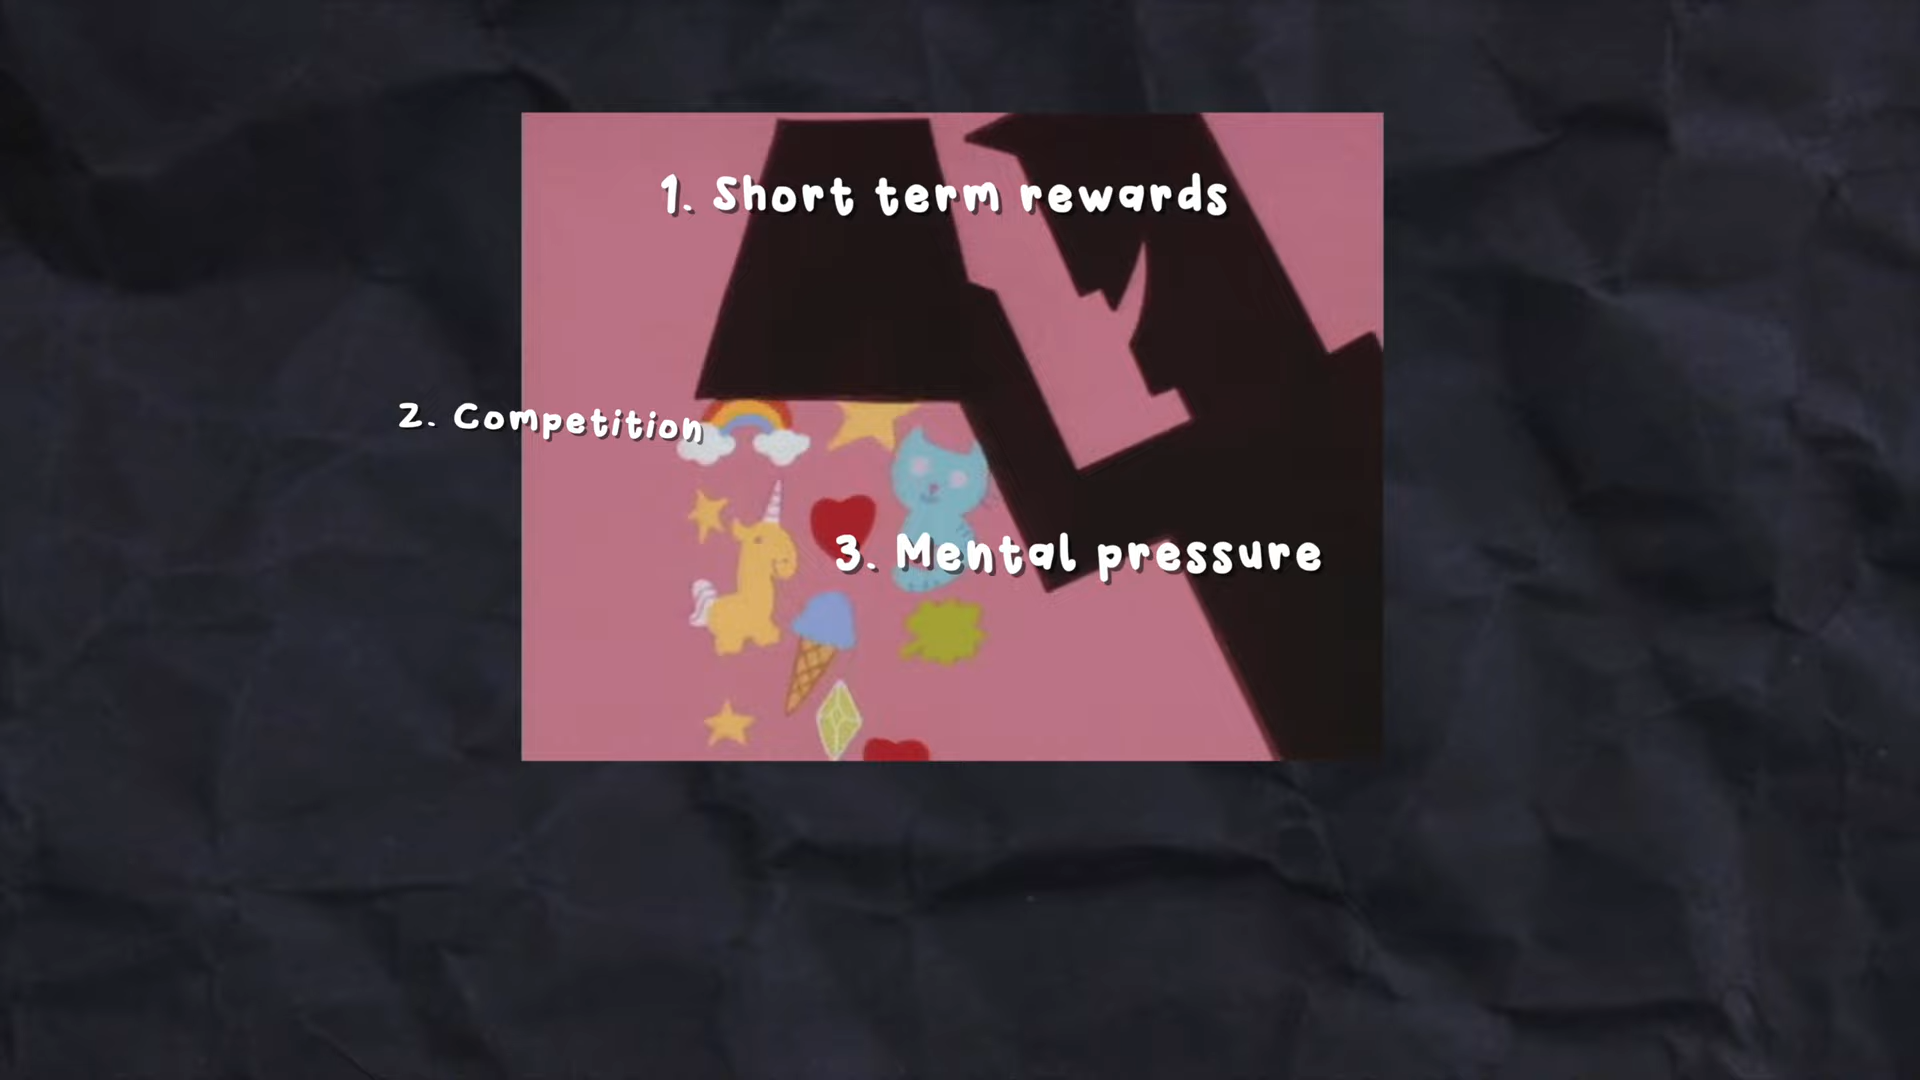 1. Short term rewards
2. Competition
3. Mental pressure